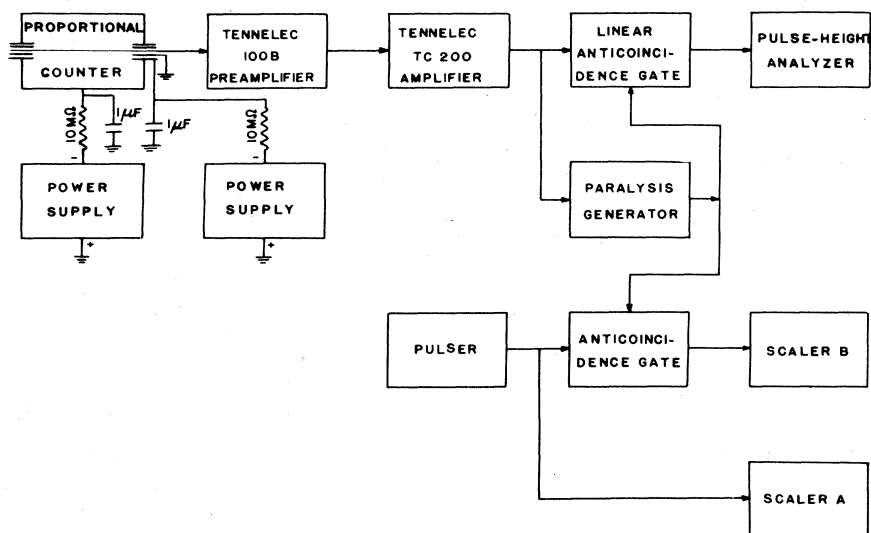 PROPORTIONAL
COUNTER
TENNELEC
100B
PREAMPLIFIER
TENNELEC
TC 200
AMPLIFIER
LINEAR
ANTICOINCI-
DENCE GATE
PULSE-HEIGHT
ANALYZER
10MΩ
1μF
1μF
10MΩ
-
-
POWER
SUPPLY
POWER
SUPPLY
+
+
PARALYSIS
GENERATOR
PULSER
ANTICOINCI-
DENCE GATE
SCALER B
SCALER A